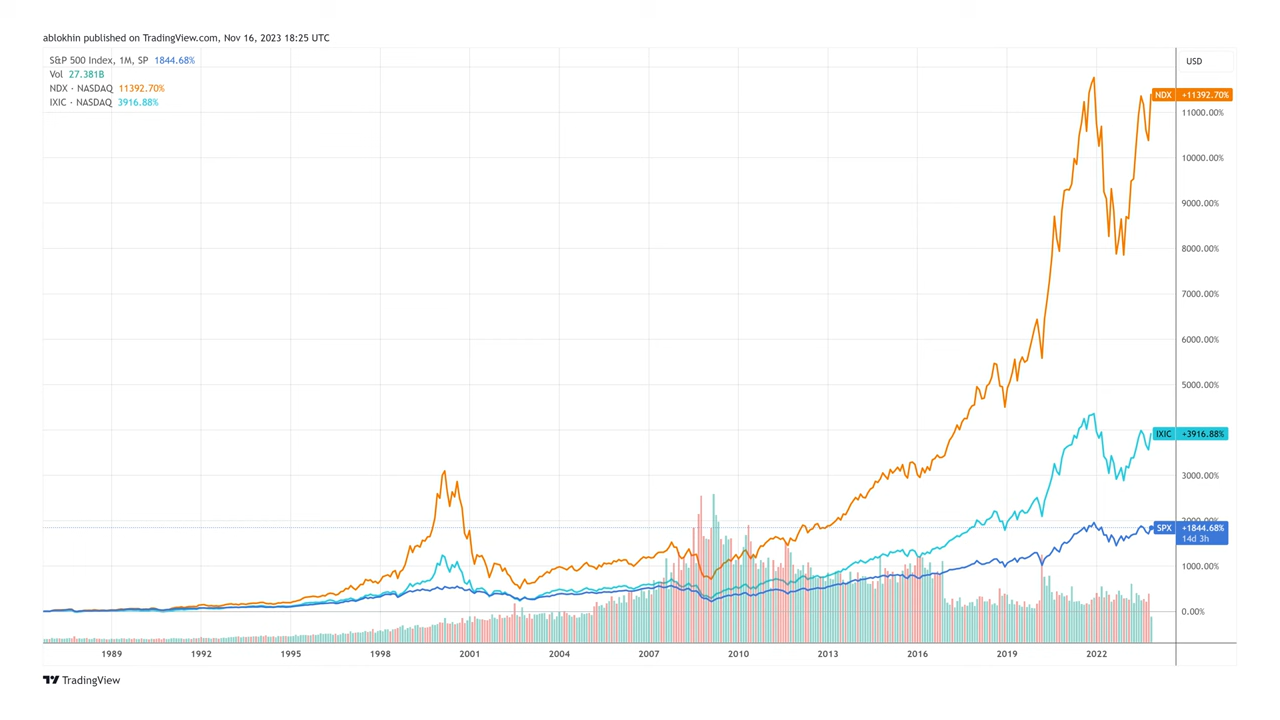 ablokhin published on TradingView.com, Nov 16, 2023 18:25 UTC
S&P 500 Index, 1M, SP 1844.68%
Vol 27.381B
NDX · NASDAQ 11392.70%
IXIC · NASDAQ 3916.88%
USD
NDX +11392.70%
11000.00%
10000.00%
9000.00%
8000.00%
7000.00%
6000.00%
5000.00%
IXIC +3916.88%
3000.00%
2000.00%
SPX +1844.68%
14d 3h
1000.00%
0.00%
1989 1992 1995 1998 2001 2004 2007 2010 2013 2016 2019 2022
TradingView